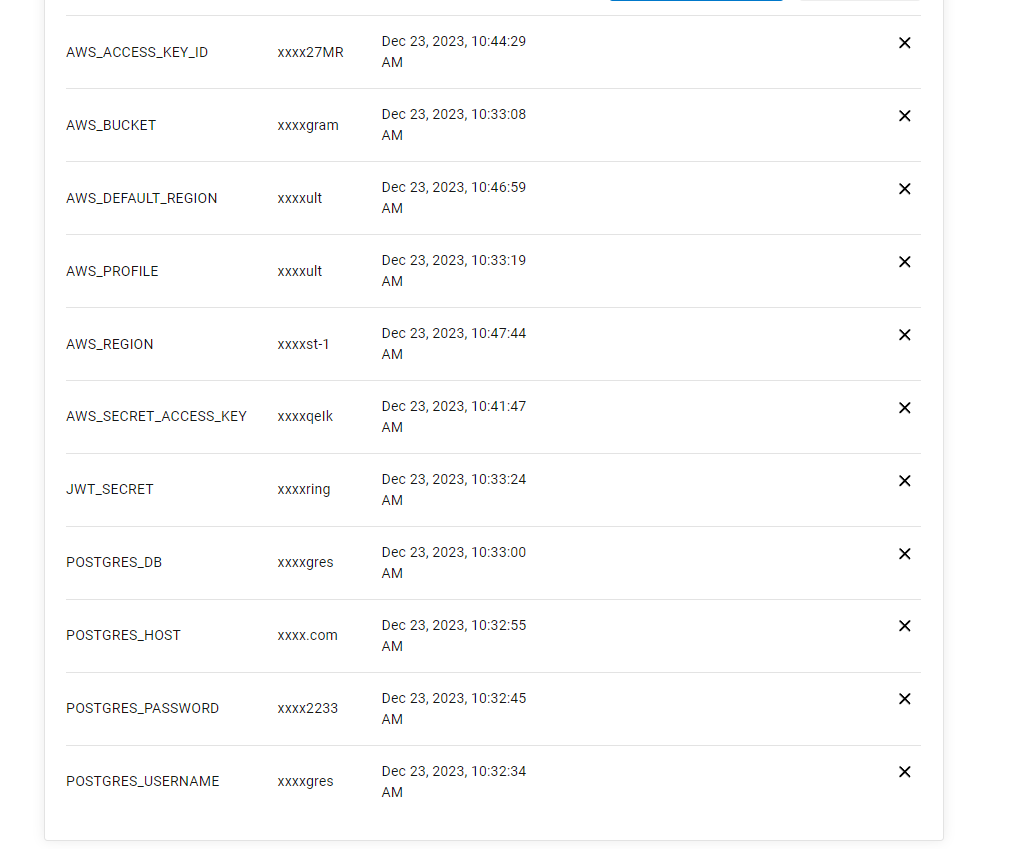 AWS_ACCESS_KEY_ID xxxx27MR Dec 23, 2023, 10:44:29
AM
AWS_BUCKET xxxxgram Dec 23, 2023, 10:33:08
AM
AWS_DEFAULT_REGION xxxxult Dec 23, 2023, 10:46:59
AM
AWS_PROFILE xxxxult Dec 23, 2023, 10:33:19
AM
AWS_REGION xxxxst-1 Dec 23, 2023, 10:47:44
AM
AWS_SECRET_ACCESS_KEY xxxxqeIk Dec 23, 2023, 10:41:47
AM
JWT_SECRET xxxxring Dec 23, 2023, 10:33:24
AM
POSTGRES_DB xxxxgres Dec 23, 2023, 10:33:00
AM
POSTGRES_HOST xxxx.com Dec 23, 2023, 10:32:55
AM
POSTGRES_PASSWORD xxxx2233 Dec 23, 2023, 10:32:45
AM
POSTGRES_USERNAME xxxxgres Dec 23, 2023, 10:32:34
AM